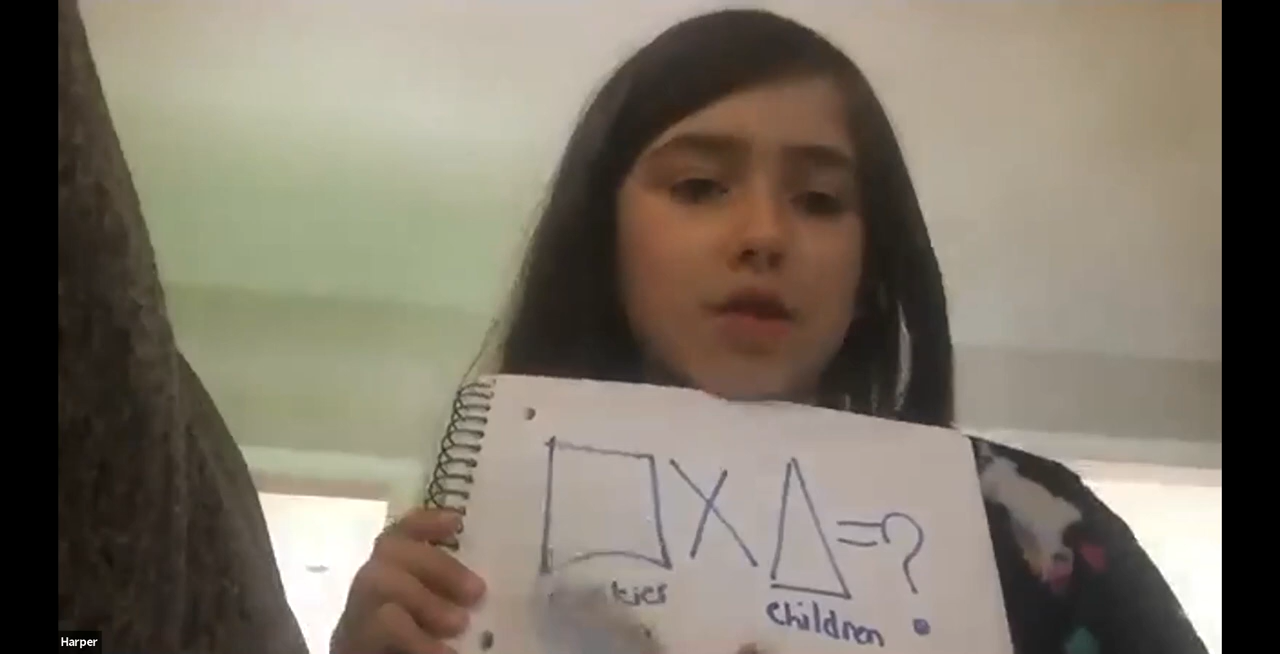 X = ?
children
Harper